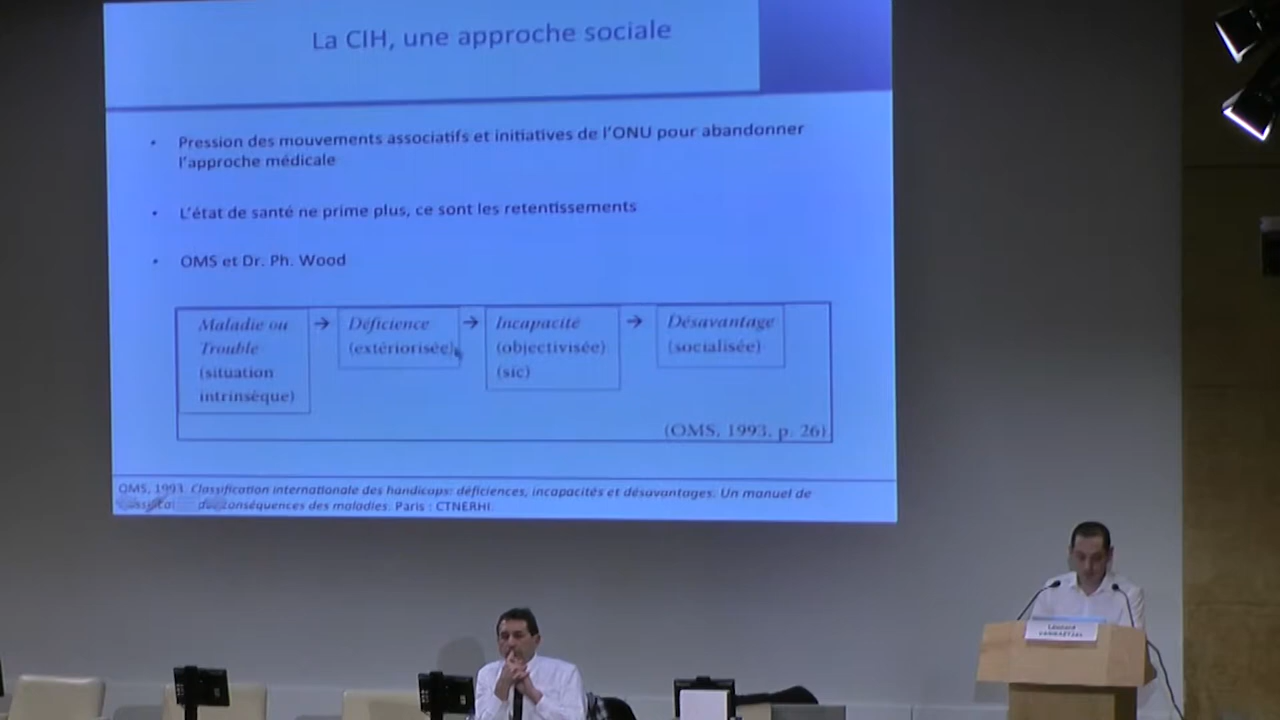 La CIH, une approche sociale
• Pression des mouvements associatifs et initiatives de l'ONU pour abandonner
l'approche médicale
• L'état de santé ne prime plus, ce sont les retentissements
• OMS et Dr. Ph. Wood
Maladie ou
Trouble
(situation
intrinsèque)
→
Déficience
(extériorisée)
→
Incapacité
(objectivisée)
(sic)
→
Désavantage
(socialisée)
(OMS, 1993, p. 26)
OMS, 1993. Classification internationale des handicaps: déficiences, incapacités et désavantages. Un manuel de
des conséquences des maladies. Paris : CTNERHI.